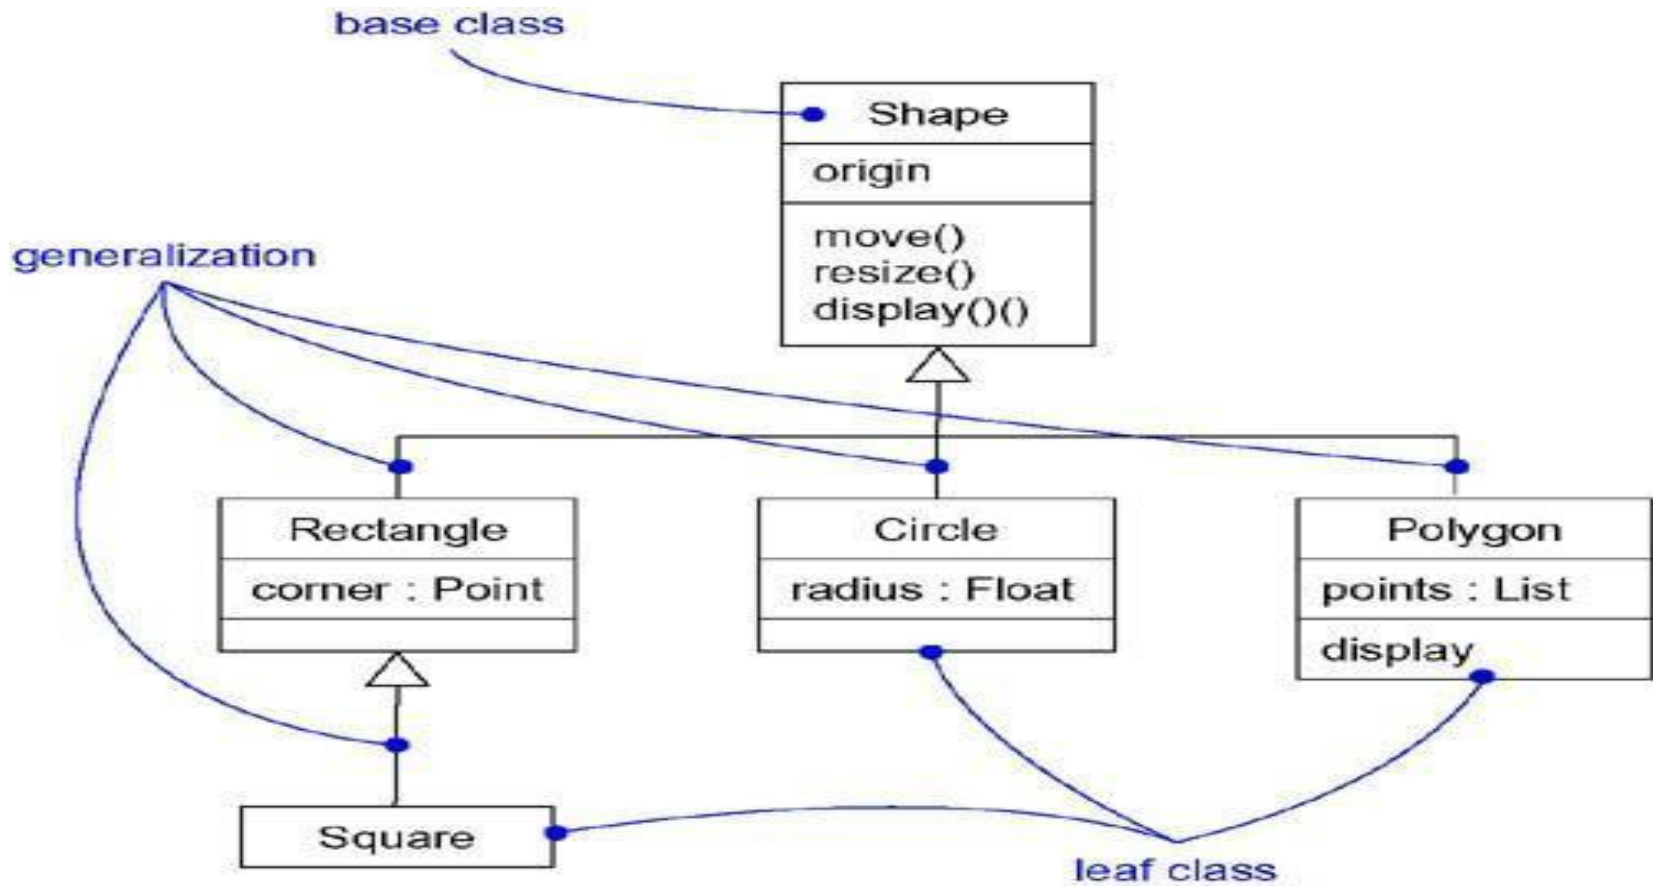 base class
Shape
origin
move()
resize()
display()()
generalization
Rectangle
corner : Point
Circle
radius : Float
Polygon
points : List
display
Square
leaf class